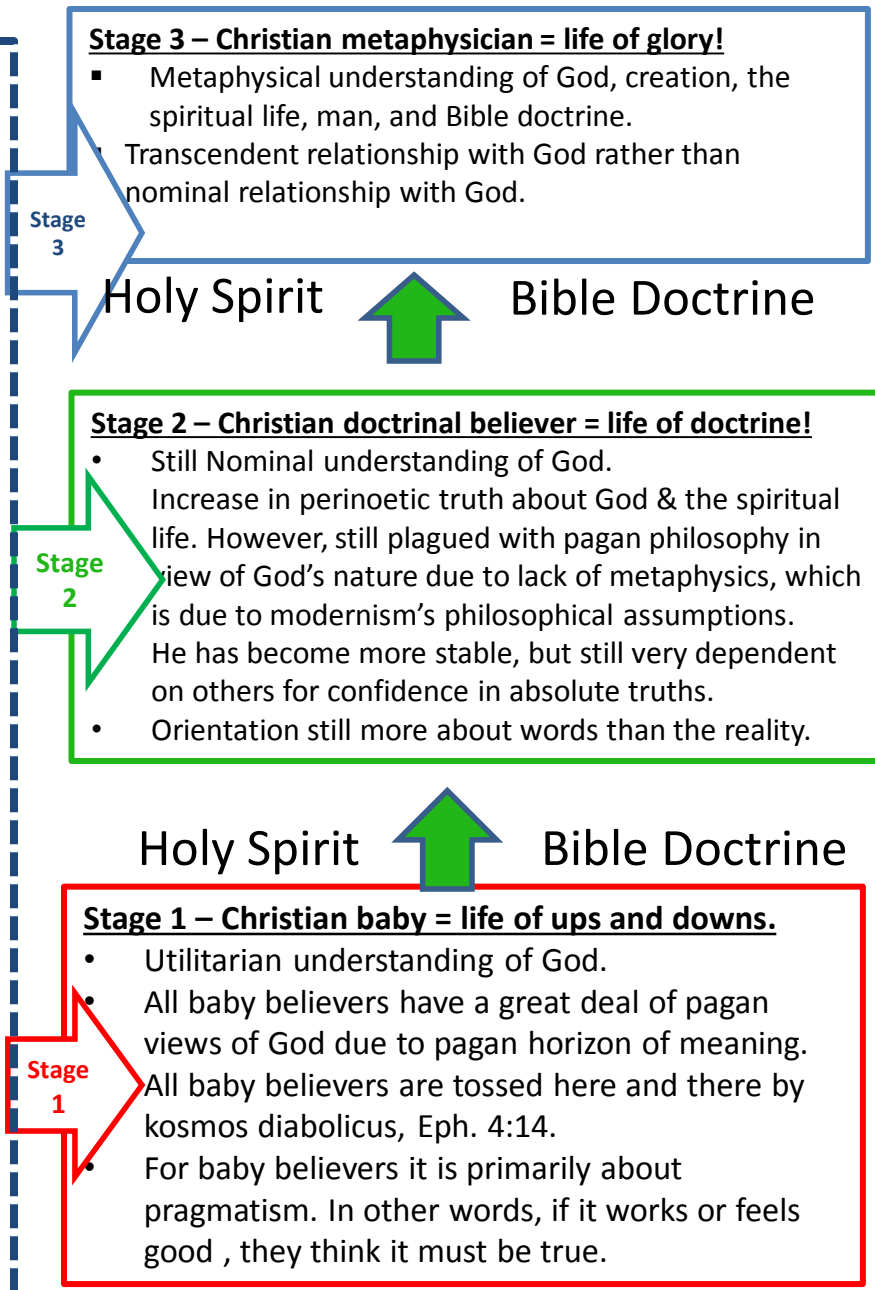 Stage 3 – Christian metaphysician = life of glory!
▪ Metaphysical understanding of God, creation, the
spiritual life, man, and Bible doctrine.
▪ Transcendent relationship with God rather than
nominal relationship with God.
Stage
3
Holy Spirit Bible Doctrine
Stage 2 – Christian doctrinal believer = life of doctrine!
• Still Nominal understanding of God.
Increase in perinoetic truth about God & the spiritual
life. However, still plagued with pagan philosophy in
view of God’s nature due to lack of metaphysics, which
is due to modernism’s philosophical assumptions.
He has become more stable, but still very dependent
on others for confidence in absolute truths.
• Orientation still more about words than the reality.
Stage
2
Holy Spirit Bible Doctrine
Stage 1 – Christian baby = life of ups and downs.
• Utilitarian understanding of God.
• All baby believers have a great deal of pagan
views of God due to pagan horizon of meaning.
All baby believers are tossed here and there by
kosmos diabolicus, Eph. 4:14.
• For baby believers it is primarily about
pragmatism. In other words, if it works or feels
good , they think it must be true.
Stage
1